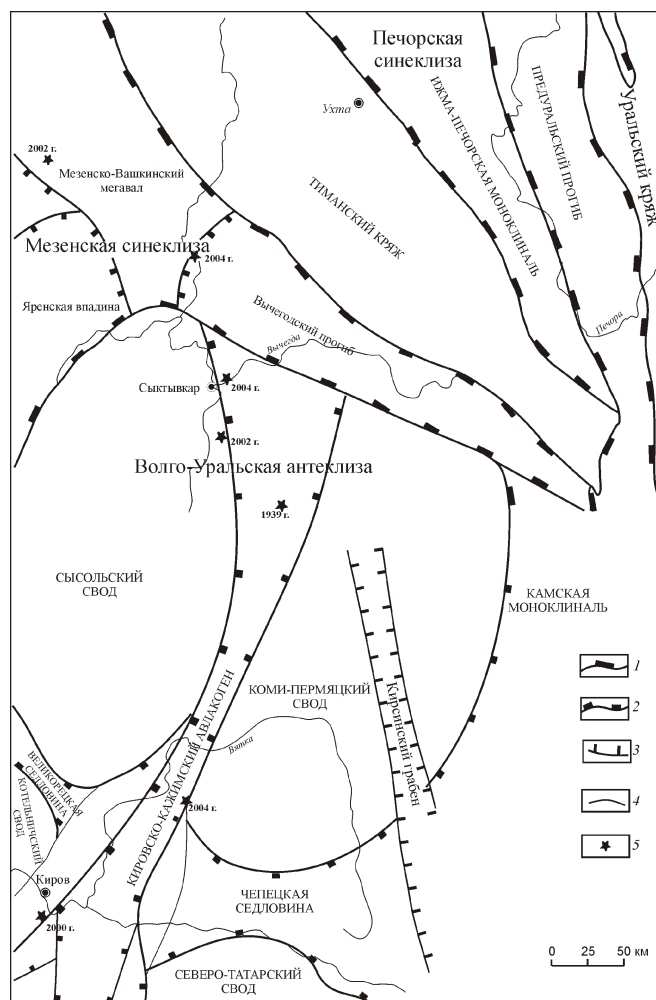 Печорская
синеклиза
Ухта
ИЖМА-ПЕЧОРСКАЯ МОНОКЛИНАЛЬ
ПРЕДУРАЛЬСКИЙ ПРОГИБ
Уральский кряж
2002 г.
Мезенско-Вашкинский
мегавал
ТИМАНСКИЙ КРЯЖ
Мезенская синеклиза
2004 г.
Яренская впадина
Вычегодский прогиб
Вычегда
Печора
Сыктывкар
2004 г.
2002 г.
Волго-Уральская антеклиза
1939 г.
СЫСОЛЬСКИЙ
СВОД
КАМСКАЯ
МОНОКЛИНАЛЬ
КОМИ-ПЕРМЯЦКИЙ
СВОД
Кирсинский грабен
КИРОВСКО-КАЖИМСКИЙ АВЛАКОГЕН
Вятка
ВЕЛИКОРЕЦКАЯ
СЕДЛОВИНА
КОТЕЛЬНИЧСКИЙ
СВОД
2004 г.
Киров
2000 г.
ЧЕПЕЦКАЯ
СЕДЛОВИНА
СЕВЕРО-ТАТАРСКИЙ
СВОД
1
2
3
4
5
0 25 50 км